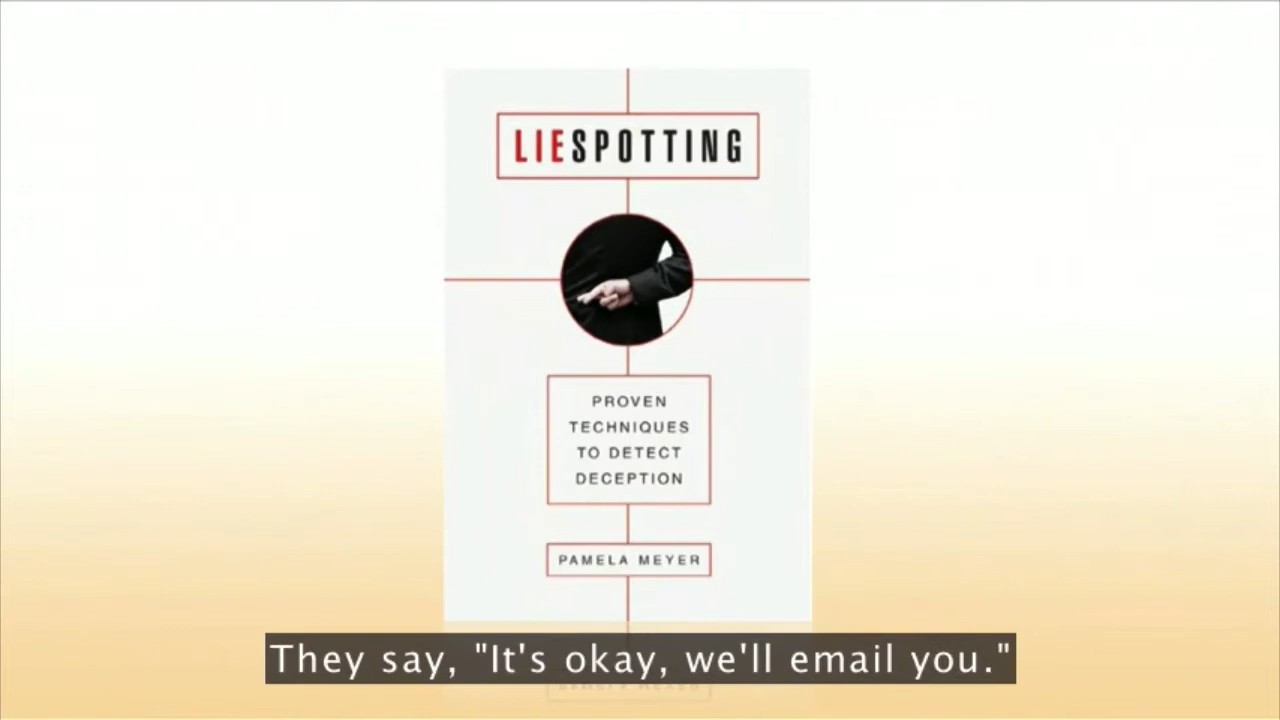 LIESPOTTING
PROVEN
TECHNIQUES
TO DETECT
DECEPTION
PAMELA MEYER
They say, "It's okay, we'll email you."